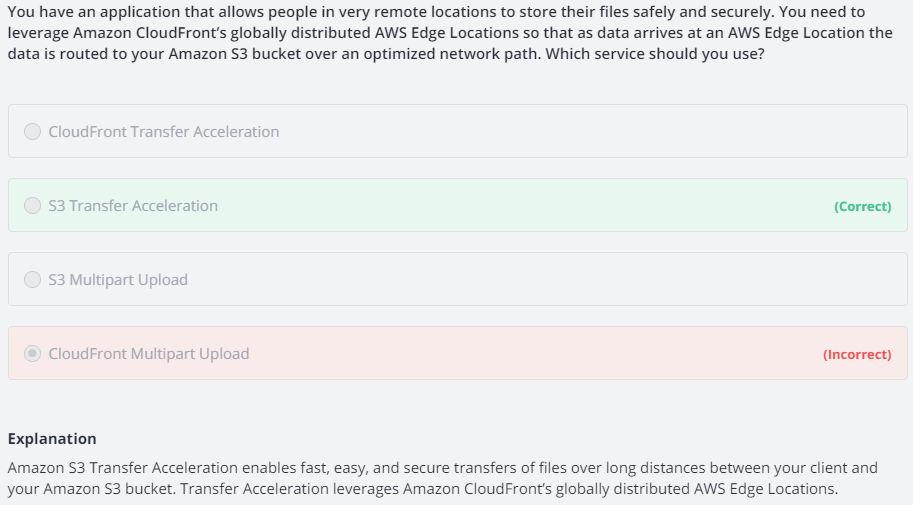 You have an application that allows people in very remote locations to store their files safely and securely. You need to
leverage Amazon CloudFront's globally distributed AWS Edge Locations so that as data arrives at an AWS Edge Location the
data is routed to your Amazon S3 bucket over an optimized network path. Which service should you use?
CloudFront Transfer Acceleration
S3 Transfer Acceleration (Correct)
S3 Multipart Upload
CloudFront Multipart Upload (Incorrect)
Explanation
Amazon S3 Transfer Acceleration enables fast, easy, and secure transfers of files over long distances between your client and
your Amazon S3 bucket. Transfer Acceleration leverages Amazon CloudFront's globally distributed AWS Edge Locations.